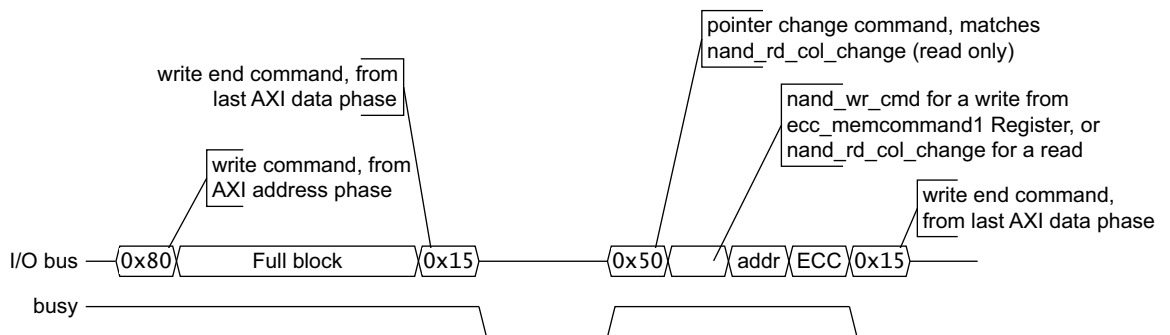 pointer change command, matches
nand_rd_col_change (read only)
write end command, from
last AXI data phase
nand_wr_cmd for a write from
ecc_memcommand1 Register, or
nand_rd_col_change for a read
write command, from
AXI address phase
write end command,
from last AXI data phase
I/O bus 0x80 Full block 0x15 0x50 addr ECC 0x15
busy